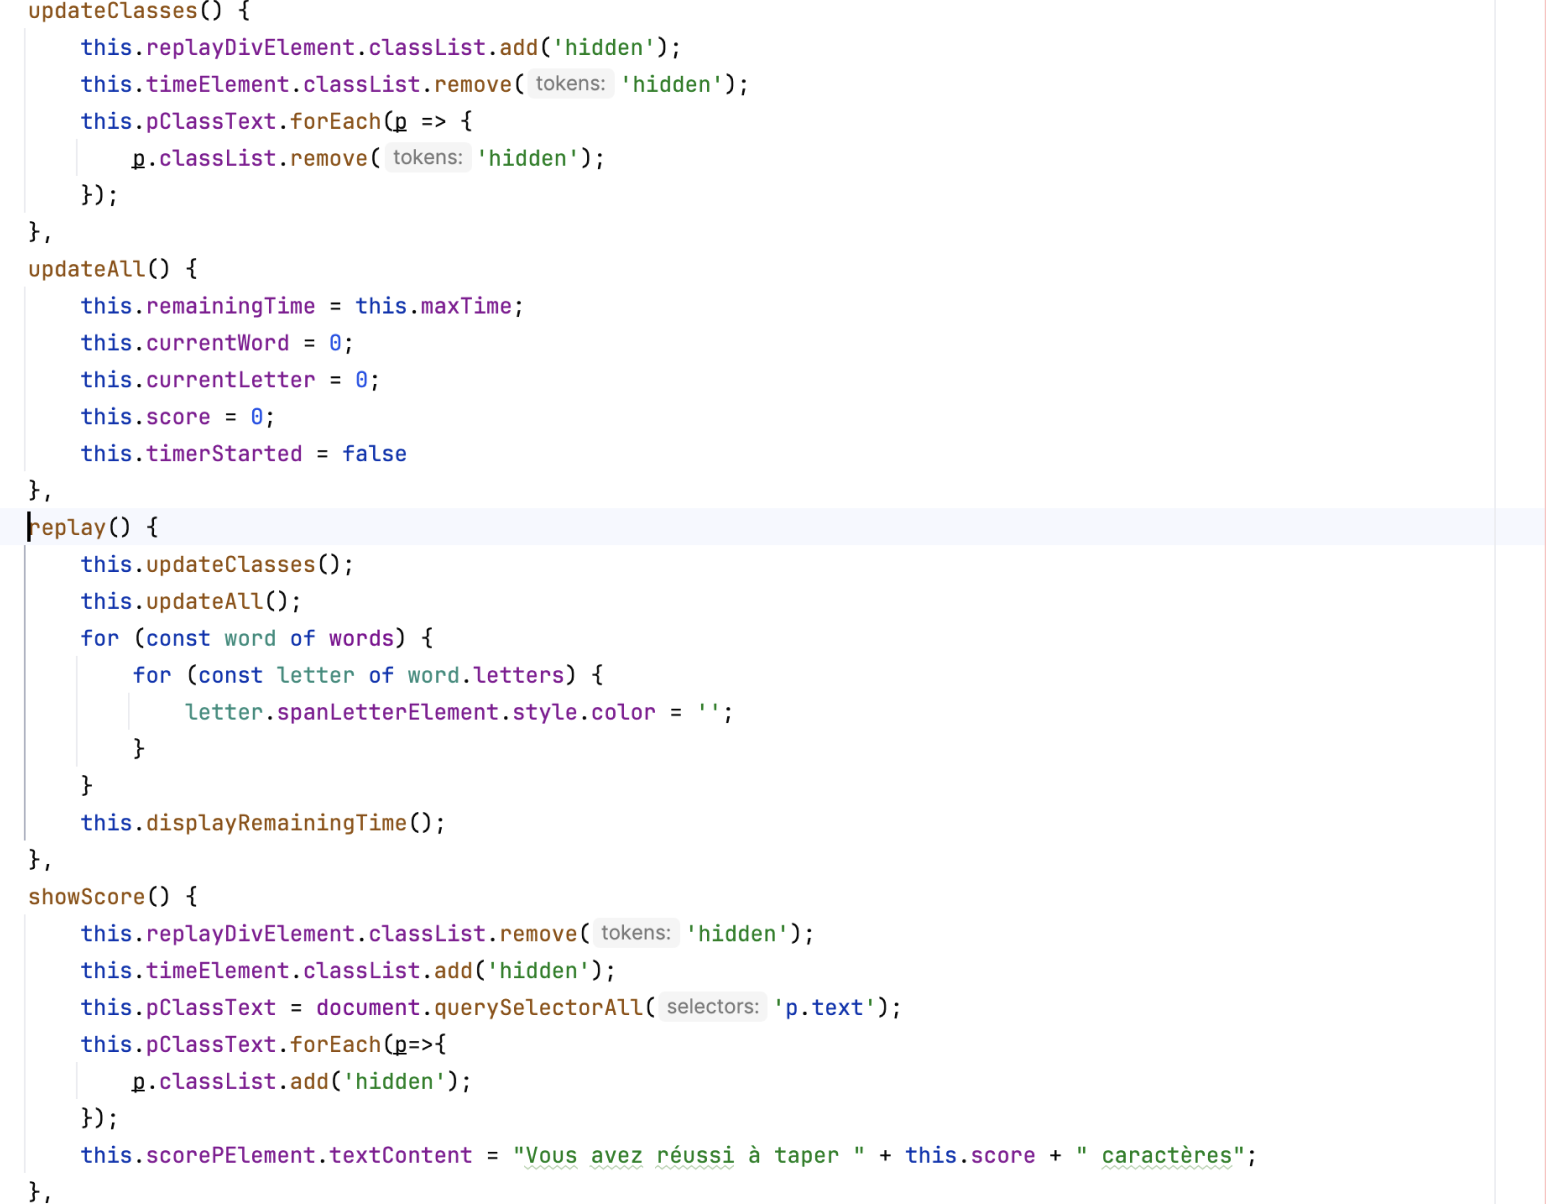 updateClasses() {
    this.replayDivElement.classList.add('hidden');
    this.timeElement.classList.remove( tokens: 'hidden');
    this.pClassText.forEach(p => {
        p.classList.remove( tokens: 'hidden');
    });
},
updateAll() {
    this.remainingTime = this.maxTime;
    this.currentWord = 0;
    this.currentLetter = 0;
    this.score = 0;
    this.timerStarted = false
},
replay() {
    this.updateClasses();
    this.updateAll();
    for (const word of words) {
        for (const letter of word.letters) {
            letter.spanLetterElement.style.color = '';
        }
    }
    this.displayRemainingTime();
},
showScore() {
    this.replayDivElement.classList.remove( tokens: 'hidden');
    this.timeElement.classList.add('hidden');
    this.pClassText = document.querySelectorAll( selectors: 'p.text');
    this.pClassText.forEach(p=>{
        p.classList.add('hidden');
    });
    this.scorePElement.textContent = "Vous avez réussi à taper " + this.score + " caractères";
},